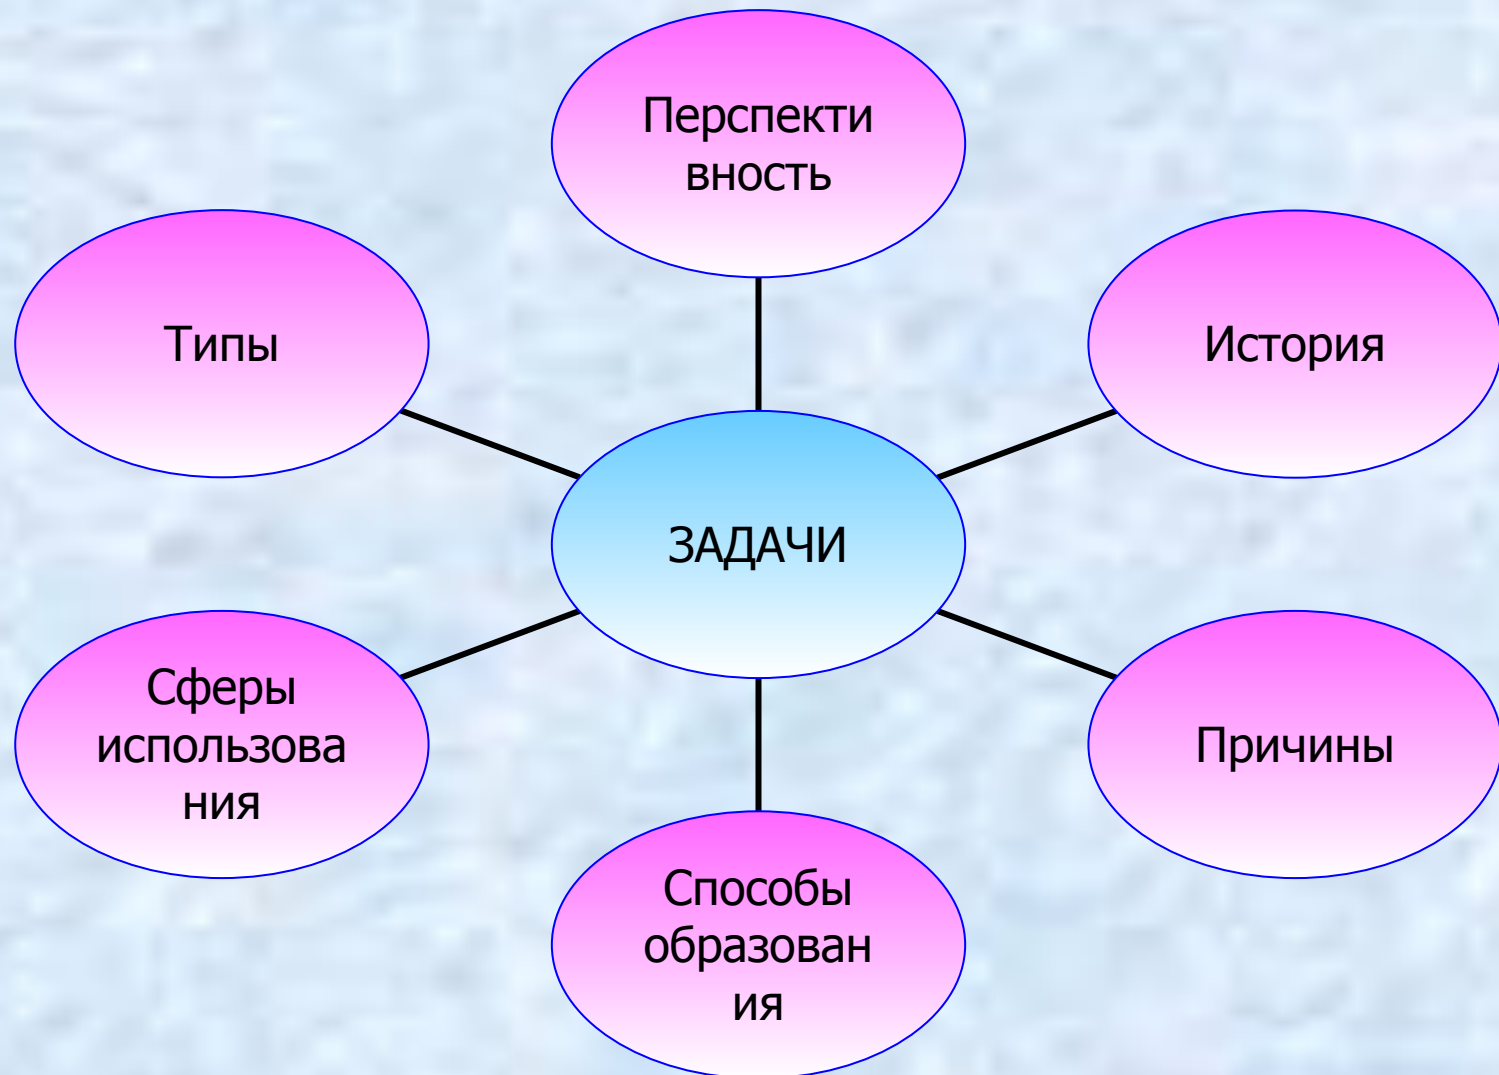 Перспекти
вность
Типы
История
ЗАДАЧИ
Сферы
использова
ния
Причины
Способы
образован
ия